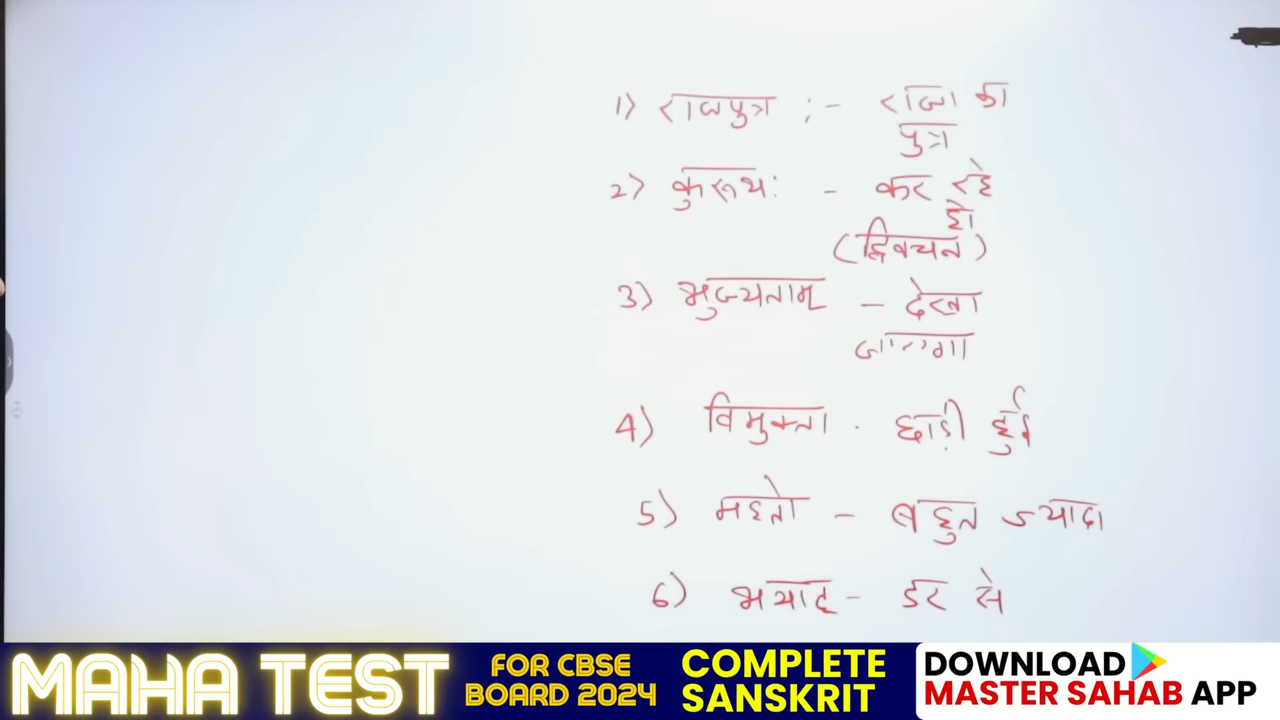 1) राजपुत्र :- राजा का
पुत्र
2) कुरुथः - कर रहे
हो
(द्विवचन)
3) भुज्यताम् - देखा
जाएगा
4) विमुक्ता . छोड़ी हुई
5) महतो - बहुत ज्यादा
6) भयाद् - डर से
MAHA TEST FOR CBSE BOARD 2024 COMPLETE SANSKRIT DOWNLOAD MASTER SAHAB APP